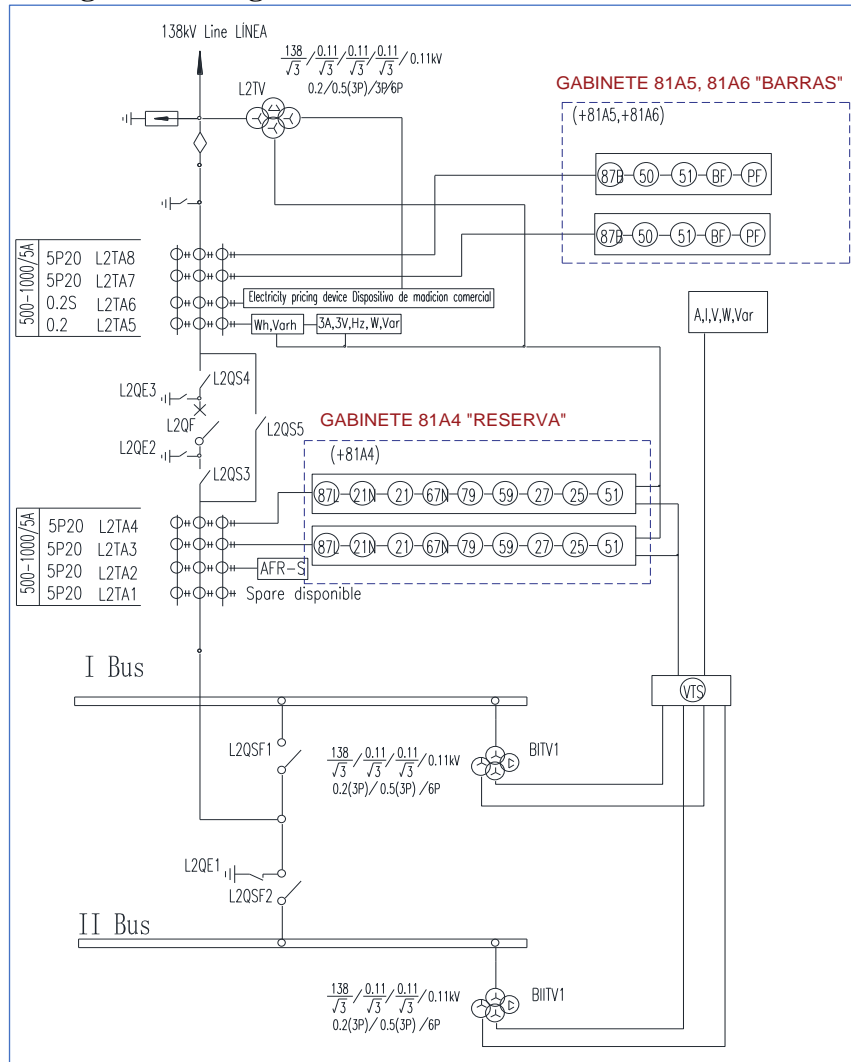 138kV Line LÍNEA
138/√3 / 0.11/√3 / 0.11/√3 / 0.11/√3 / 0.11kV
0.2/0.5(3P)/3P/6P
L2TV
GABINETE 81A5, 81A6 "BARRAS"
(+81A5,+81A6)
87B 50 51 BF PF
87B 50 51 BF PF
500-1000/5A
5P20 L2TA8
5P20 L2TA7
0.2S L2TA6
0.2 L2TA5
Electricity pricing device Dispositivo de madicion comercial
Wh,Varh
3A,3V,Hz,W,Var
A,I,V,W,Var
L2QS4
L2QE3
L2QF
L2QS5
L2QE2
L2QS3
GABINETE 81A4 "RESERVA"
(+81A4)
87L 21N 21 67N 79 59 27 25 51
87L 21N 21 67N 79 59 27 25 51
500-1000/5A
5P20 L2TA4
5P20 L2TA3
5P20 L2TA2
5P20 L2TA1
AFR-S
Spare disponible
I Bus
VTS
L2QSF1
138/√3 / 0.11/√3 / 0.11/√3 / 0.11kV
0.2(3P)/ 0.5(3P) /6P
BITV1
L2QE1
L2QSF2
II Bus
138/√3 / 0.11/√3 / 0.11/√3 / 0.11kV
0.2(3P)/ 0.5(3P) /6P
BIITV1